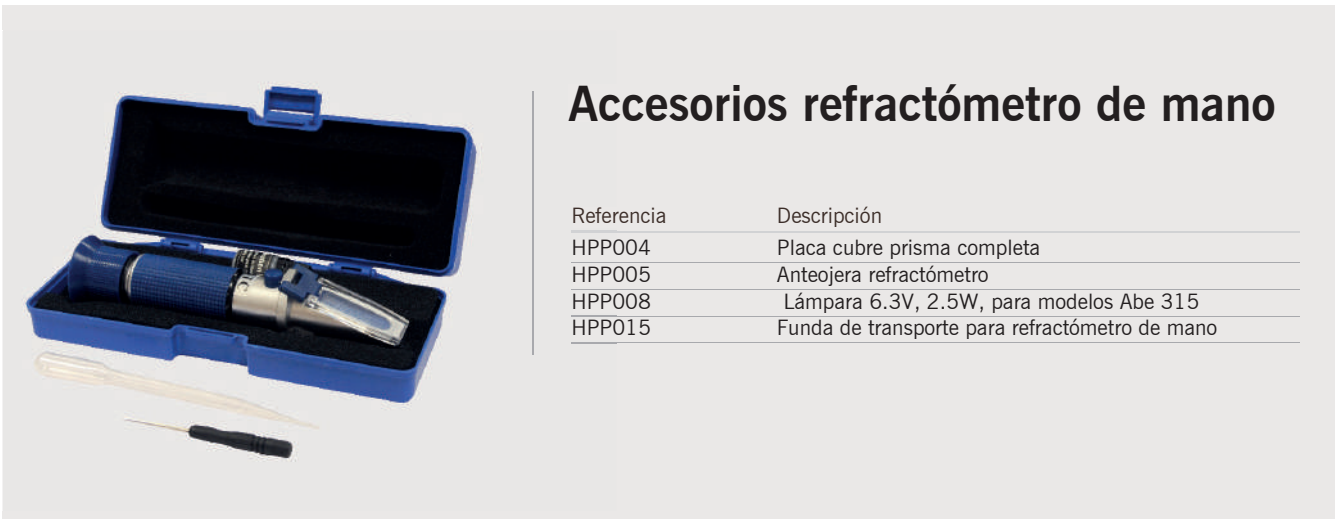 Accesorios refractómetro de mano
Referencia Descripción
HPP004 Placa cubre prisma completa
HPP005 Anteojera refractómetro
HPP008 Lámpara 6.3V, 2.5W, para modelos Abe 315
HPP015 Funda de transporte para refractómetro de mano